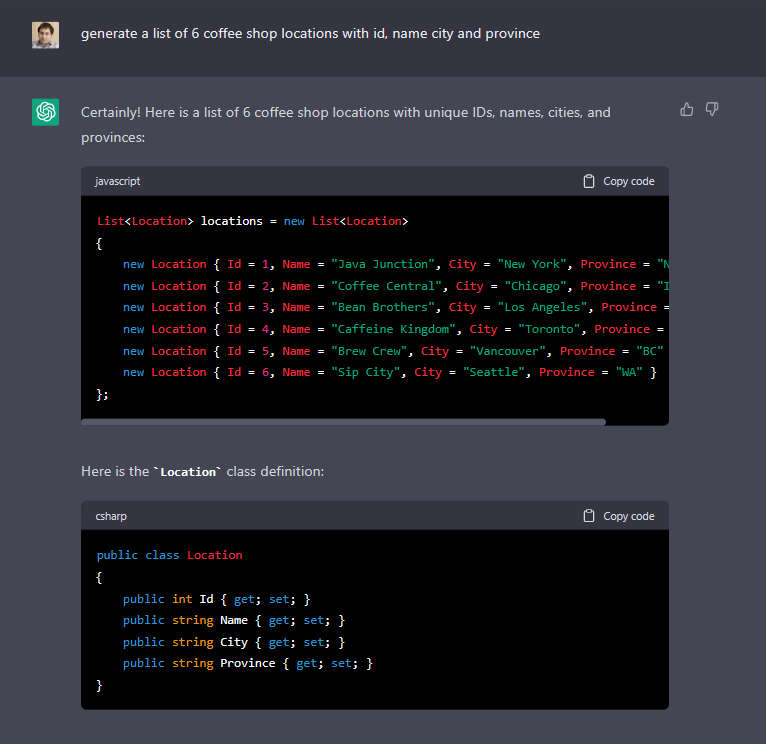 generate a list of 6 coffee shop locations with id, name city and province
Certainly! Here is a list of 6 coffee shop locations with unique IDs, names, cities, and
provinces:
javascript Copy code
List<Location> locations = new List<Location>
{
new Location { Id = 1, Name = "Java Junction", City = "New York", Province = "N
new Location { Id = 2, Name = "Coffee Central", City = "Chicago", Province = "I
new Location { Id = 3, Name = "Bean Brothers", City = "Los Angeles", Province =
new Location { Id = 4, Name = "Caffeine Kingdom", City = "Toronto", Province =
new Location { Id = 5, Name = "Brew Crew", City = "Vancouver", Province = "BC"
new Location { Id = 6, Name = "Sip City", City = "Seattle", Province = "WA" }
};
Here is the `Location` class definition:
csharp Copy code
public class Location
{
public int Id { get; set; }
public string Name { get; set; }
public string City { get; set; }
public string Province { get; set; }
}